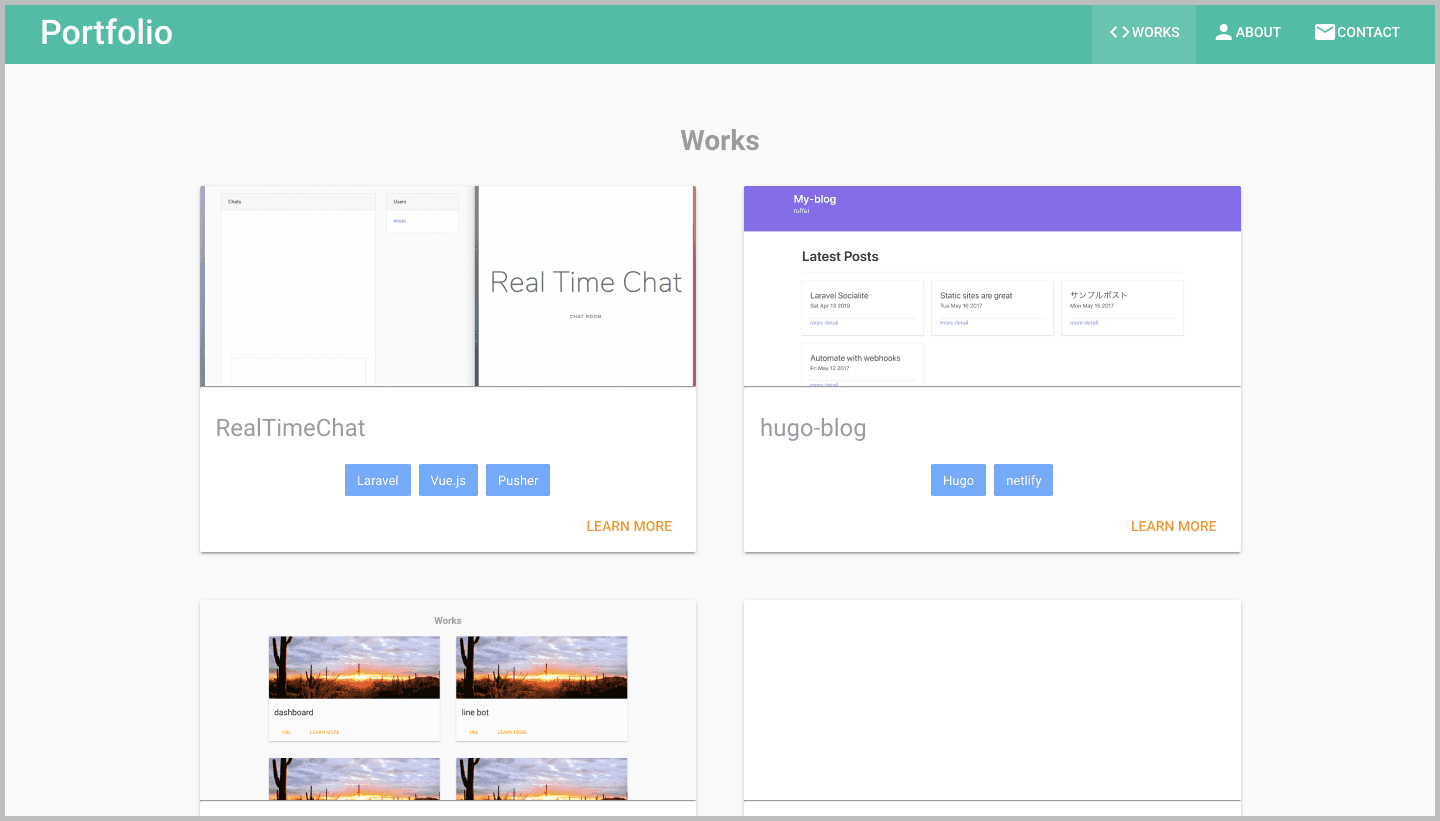 Portfolio
WORKS
ABOUT
CONTACT
Works
Chats
Users
Real Time Chat
CHAT ROOM
My-blog
Latest Posts
Laravel Socialite
Sat Apr 13 2019
more detail
Static sites are great
Tue May 16 2017
more detail
サンプルポスト
Mon May 15 2017
more detail
Automate with webhooks
Fri May 12 2017
more detail
RealTimeChat
Laravel
Vue.js
Pusher
LEARN MORE
hugo-blog
Hugo
netlify
LEARN MORE
Works
dashboard
URL
LEARN MORE
line bot
URL
LEARN MORE